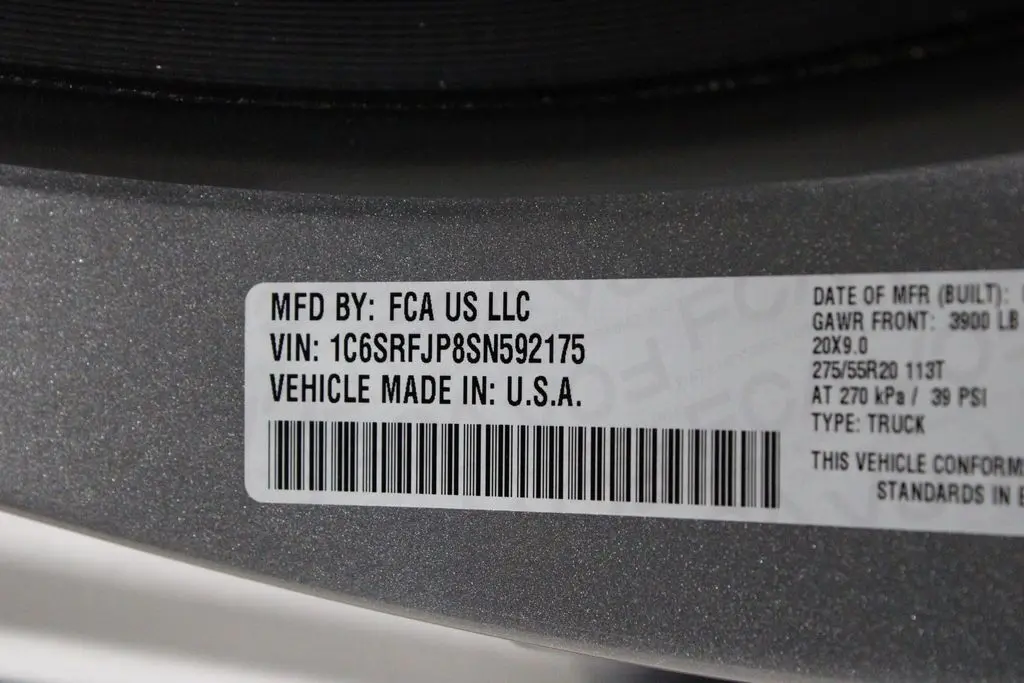 MFD BY: FCA US LLC
VIN: 1C6SRFJP8SN592175
VEHICLE MADE IN: U.S.A.
DATE OF MFR (BUILT):
GAWR FRONT: 3900 LB
20X9.0
275/55R20 113T
AT 270 kPa / 39 PSI
TYPE: TRUCK
THIS VEHICLE CONFORM
STANDARDS IN